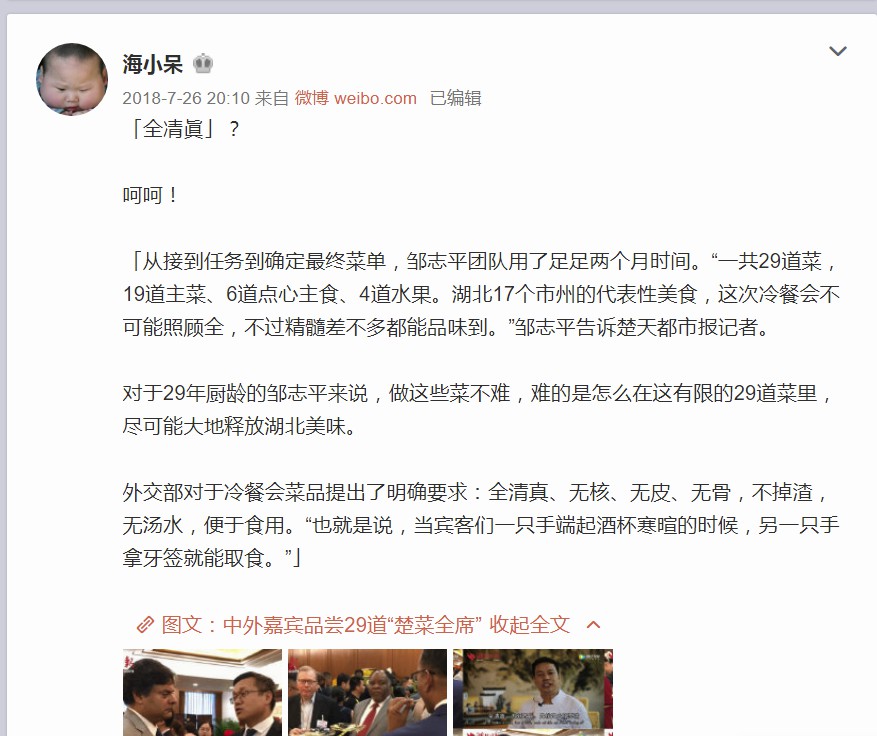 海小呆
2018-7-26 20:10 来自 微博 weibo.com 已编辑
「全凊眞」？
呵呵！
「从接到任务到确定最终菜单，邹志平团队用了足足两个月时间。“一共29道菜，
19道主菜、6道点心主食、4道水果。湖北17个市州的代表性美食，这次冷餐会不
可能照顾全，不过精髓差不多都能品味到。”邹志平告诉楚天都市报记者。
对于29年厨龄的邹志平来说，做这些菜不难，难的是怎么在这有限的29道菜里，
尽可能大地释放湖北美味。
外交部对于冷餐会菜品提出了明确要求：全清真、无核、无皮、无骨，不掉渣，
无汤水，便于食用。“也就是说，当宾客们一只手端起酒杯寒暄的时候，另一只手
拿牙签就能取食。”」
图文：中外嘉宾品尝29道“楚菜全席” 收起全文